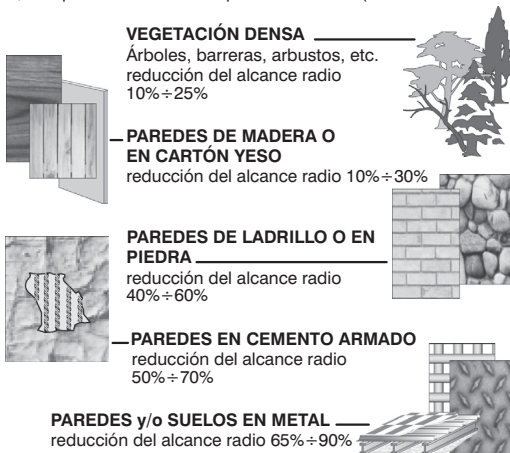 VEGETACIÓN DENSA
Árboles, barreras, arbustos, etc.
reducción del alcance radio
10%÷25%
PAREDES DE MADERA O
EN CARTÓN YESO
reducción del alcance radio 10%÷30%
PAREDES DE LADRILLO O EN
PIEDRA
reducción del alcance radio
40%÷60%
PAREDES EN CEMENTO ARMADO
reducción del alcance radio
50%÷70%
PAREDES y/o SUELOS EN METAL
reducción del alcance radio 65%÷90%